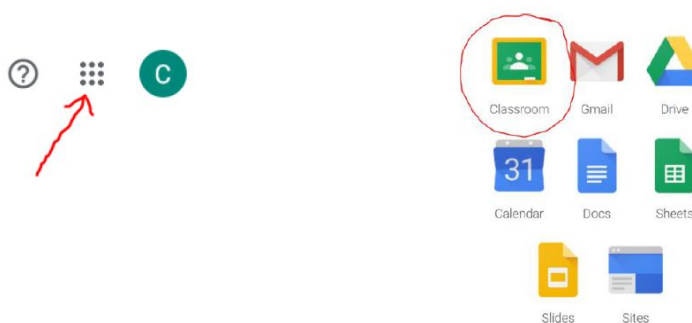 C
Classroom Gmail Drive
31
Calendar Docs Sheets
Slides Sites